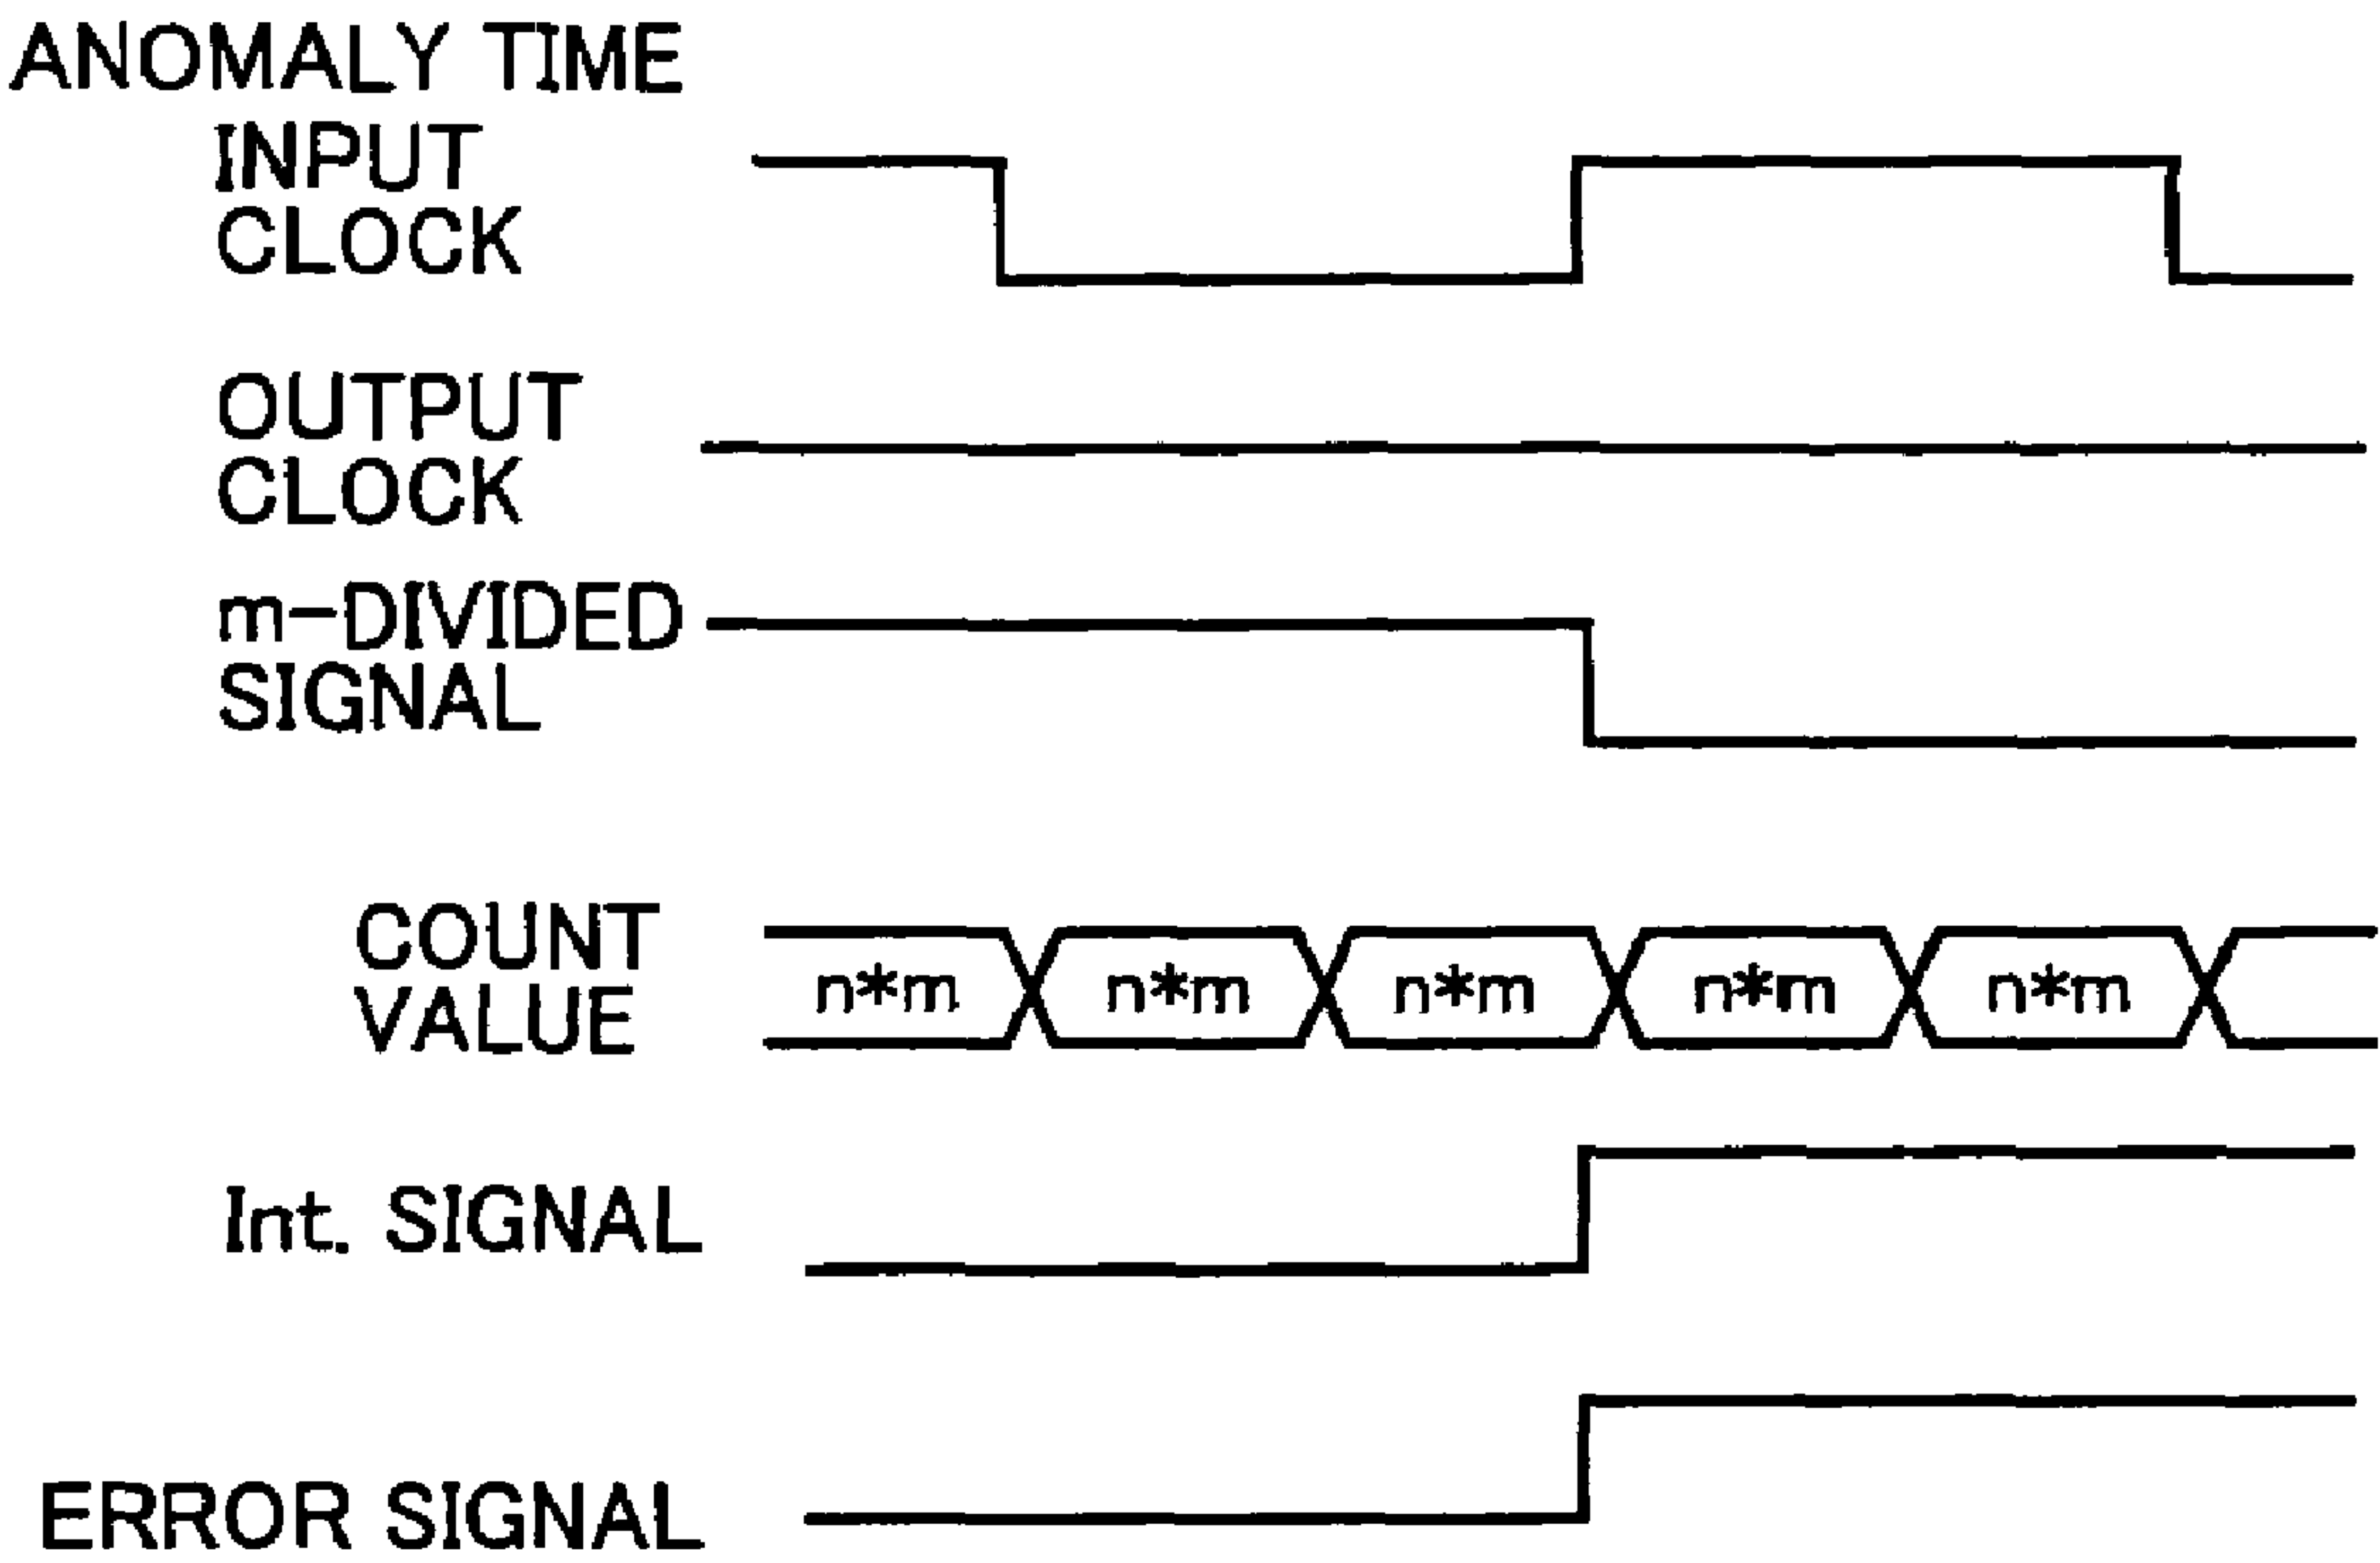 ANOMALY TIME
INPUT
CLOCK
OUTPUT
CLOCK
m-DIVIDED
SIGNAL
COUNT
VALUE
n*m n*m n*m n*m n*m
Int. SIGNAL
ERROR SIGNAL